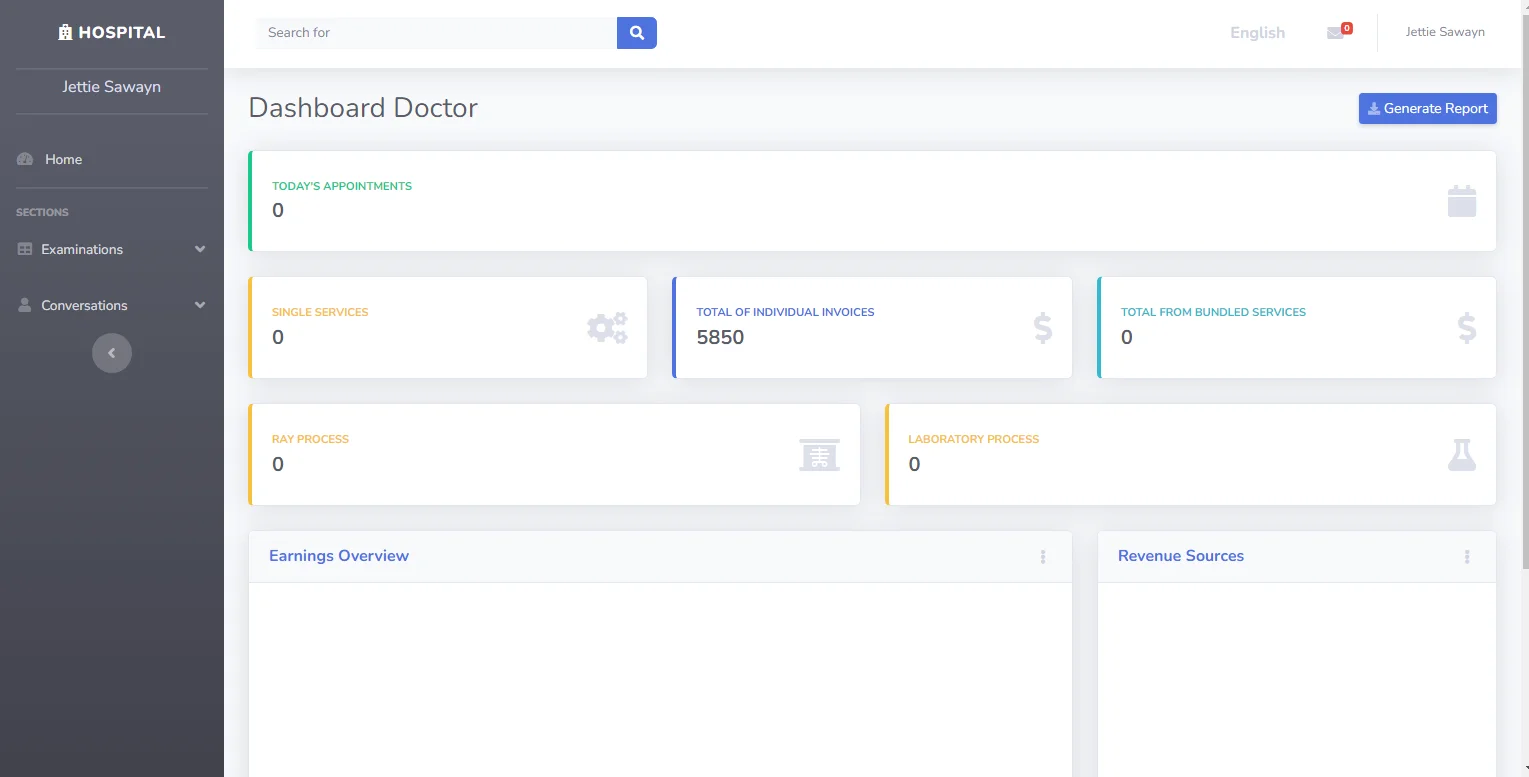 HOSPITAL
Jettie Sawayn
Home
SECTIONS
Examinations
Conversations
Search for
English
0
Jettie Sawayn
Dashboard Doctor
Generate Report
TODAY'S APPOINTMENTS
0
SINGLE SERVICES
0
TOTAL OF INDIVIDUAL INVOICES
5850
TOTAL FROM BUNDLED SERVICES
0
RAY PROCESS
0
LABORATORY PROCESS
0
Earnings Overview
Revenue Sources